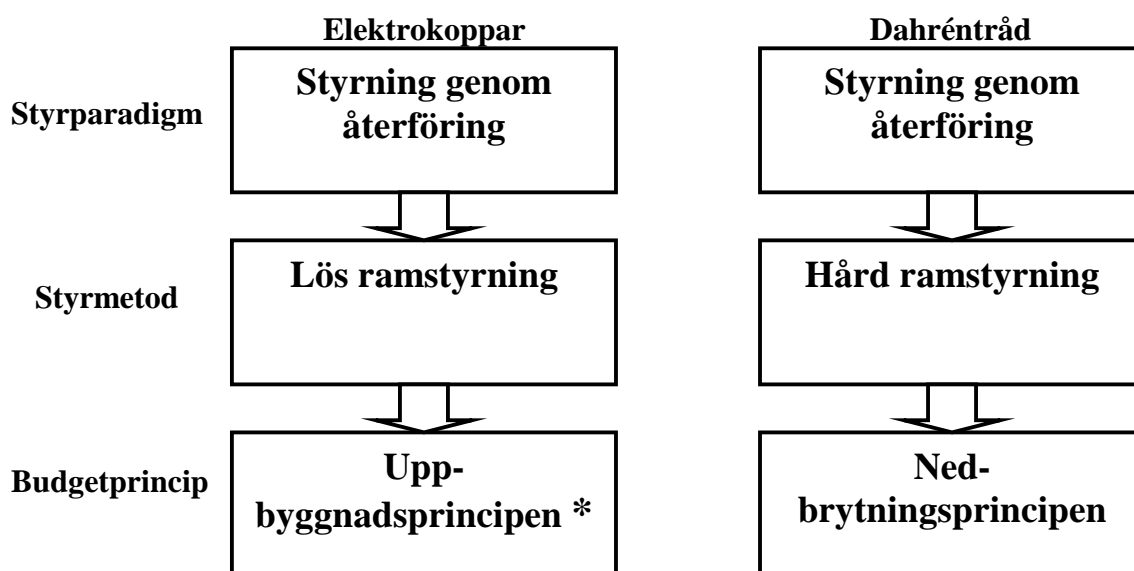 Elektrokoppar
Dahréntråd
Styrparadigm
Styrning genom
återföring
Styrning genom
återföring
Styrmetod
Lös ramstyrning
Hård ramstyrning
Budgetprincip
Upp-
byggnadsprincipen *
Ned-
brytningsprincipen